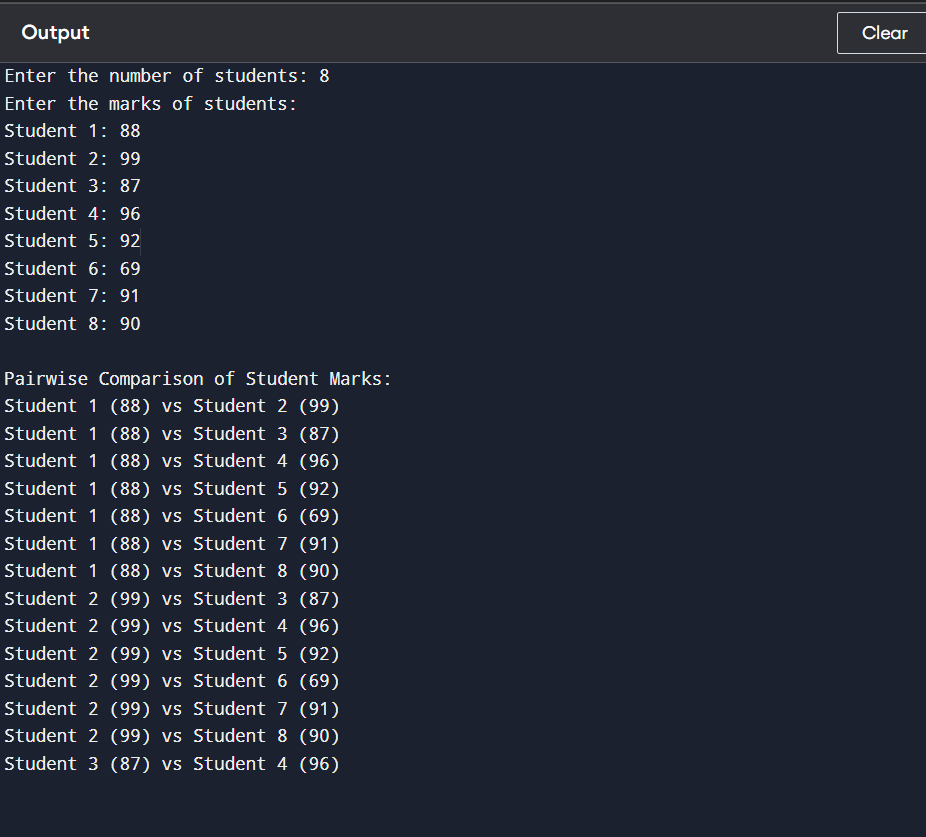 Output
Clear
Enter the number of students: 8
Enter the marks of students:
Student 1: 88
Student 2: 99
Student 3: 87
Student 4: 96
Student 5: 92
Student 6: 69
Student 7: 91
Student 8: 90
Pairwise Comparison of Student Marks:
Student 1 (88) vs Student 2 (99)
Student 1 (88) vs Student 3 (87)
Student 1 (88) vs Student 4 (96)
Student 1 (88) vs Student 5 (92)
Student 1 (88) vs Student 6 (69)
Student 1 (88) vs Student 7 (91)
Student 1 (88) vs Student 8 (90)
Student 2 (99) vs Student 3 (87)
Student 2 (99) vs Student 4 (96)
Student 2 (99) vs Student 5 (92)
Student 2 (99) vs Student 6 (69)
Student 2 (99) vs Student 7 (91)
Student 2 (99) vs Student 8 (90)
Student 3 (87) vs Student 4 (96)